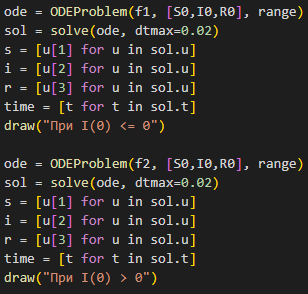 ode = ODEProblem(f1, [S0,I0,R0], range)
sol = solve(ode, dtmax=0.02)
s = [u[1] for u in sol.u]
i = [u[2] for u in sol.u]
r = [u[3] for u in sol.u]
time = [t for t in sol.t]
draw("При I(0) <= 0")

ode = ODEProblem(f2, [S0,I0,R0], range)
sol = solve(ode, dtmax=0.02)
s = [u[1] for u in sol.u]
i = [u[2] for u in sol.u]
r = [u[3] for u in sol.u]
time = [t for t in sol.t]
draw("При I(0) > 0")